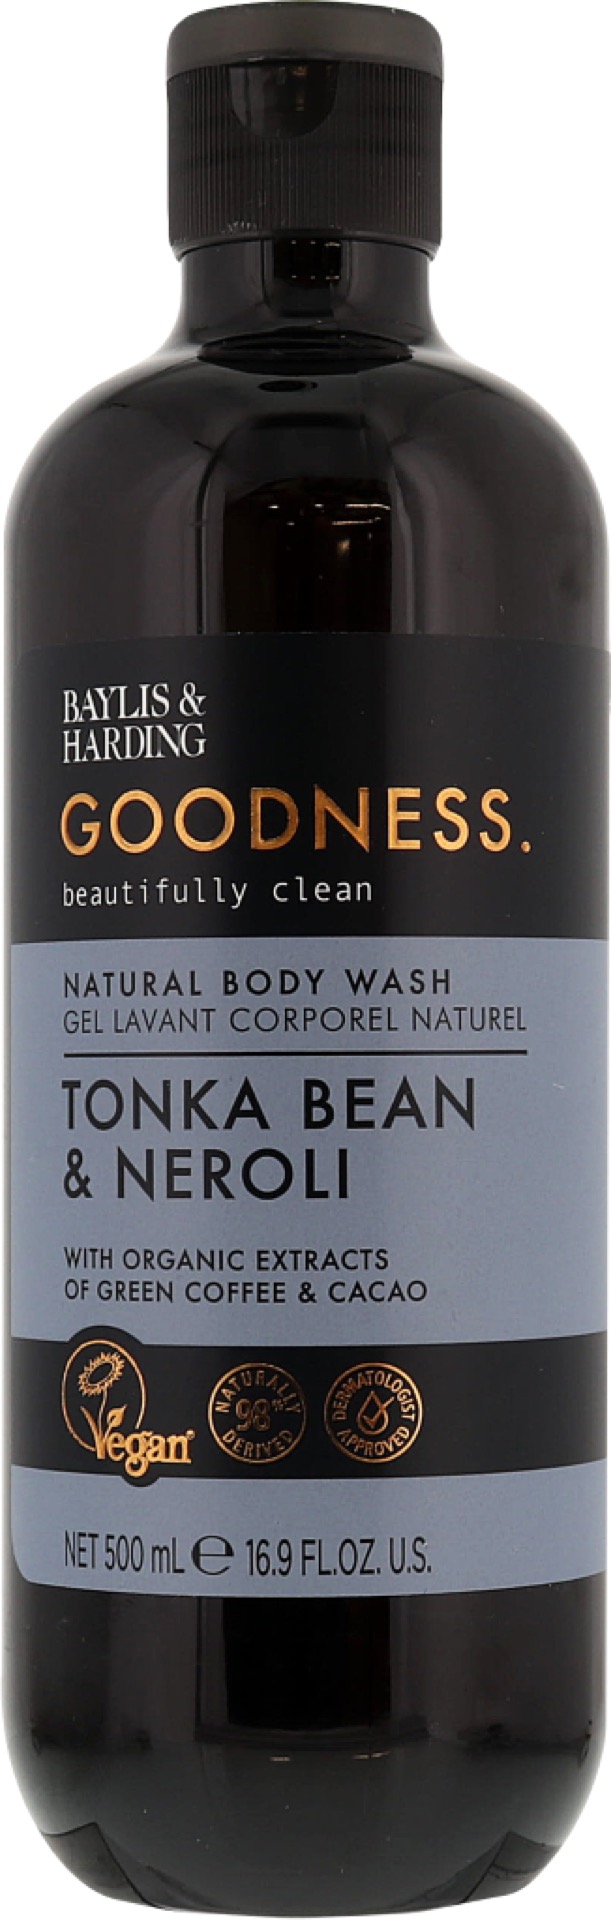 BAYLIS &
HARDING
GOODNESS.
beautifully clean
NATURAL BODY WASH
GEL LAVANT CORPOREL NATUREL
TONKA BEAN
& NEROLI
WITH ORGANIC EXTRACTS
OF GREEN COFFEE & CACAO
Vegan
NATURALLY
98%
DERIVED
DERMATOLOGIST
APPROVED
NET 500 mL ℮ 16.9 FL.OZ. U.S.